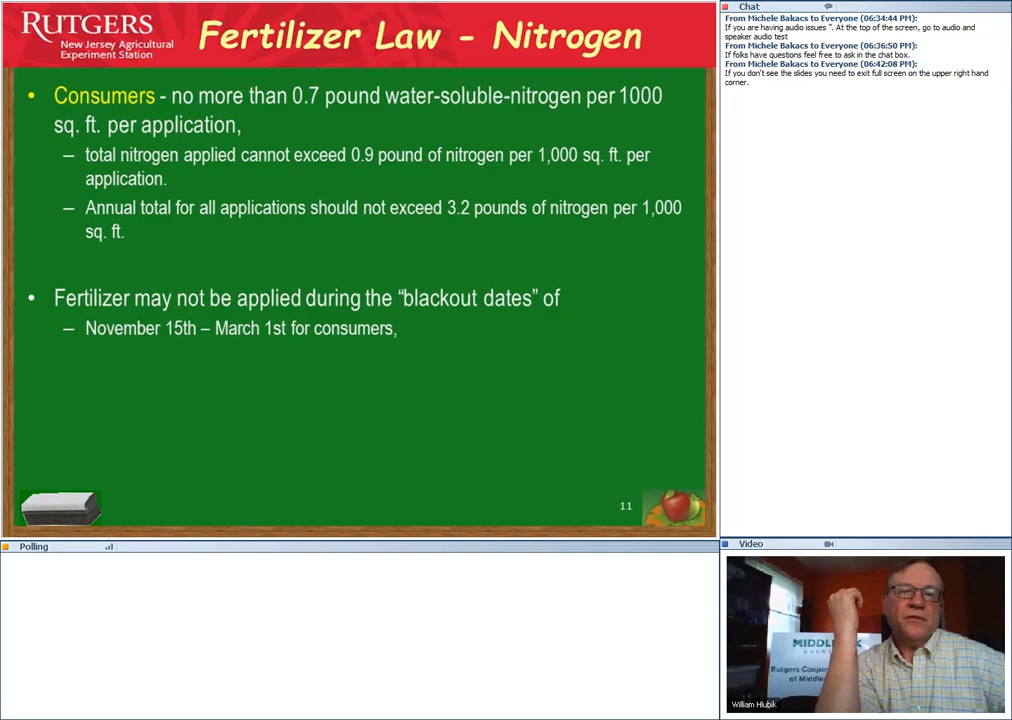 RUTGERS
New Jersey Agricultural
Experiment Station
Fertilizer Law - Nitrogen
• Consumers - no more than 0.7 pound water-soluble-nitrogen per 1000
sq. ft. per application,
– total nitrogen applied cannot exceed 0.9 pound of nitrogen per 1,000 sq. ft. per
application.
– Annual total for all applications should not exceed 3.2 pounds of nitrogen per 1,000
sq. ft.
• Fertilizer may not be applied during the “blackout dates” of
– November 15th – March 1st for consumers,
11
Chat
From Michele Bakacs to Everyone (06:34:44 PM):
If you are having audio issues ". At the top of the screen, go to audio and
speaker audio test
From Michele Bakacs to Everyone (06:36:50 PM):
If folks have questions feel free to ask in the chat box.
From Michele Bakacs to Everyone (06:42:08 PM):
If you don't see the slides you need to exit full screen on the upper right hand
corner.
Polling
Video
Rutgers
of
William Hlubik